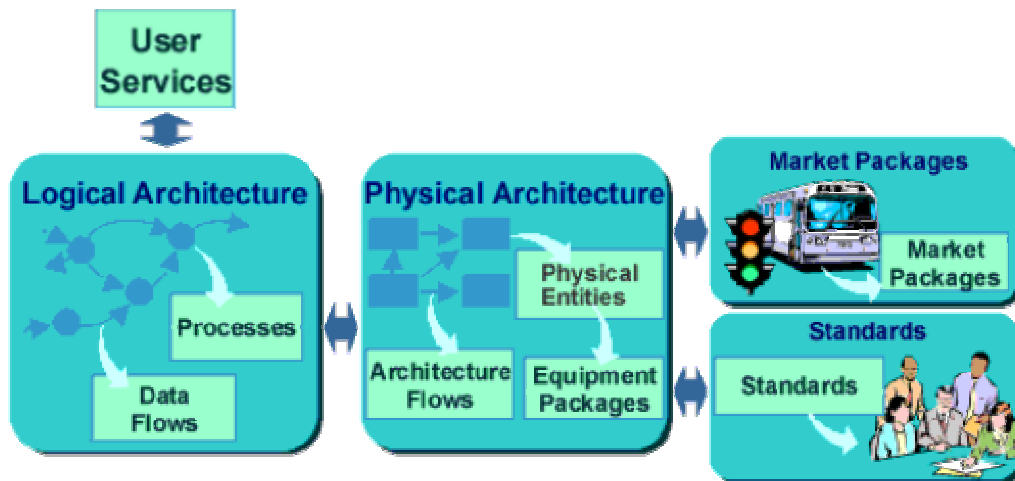 User
Services
Logical Architecture
Processes
Data
Flows
Physical Architecture
Physical
Entities
Architecture
Flows
Equipment
Packages
Market Packages
Market
Packages
Standards
Standards